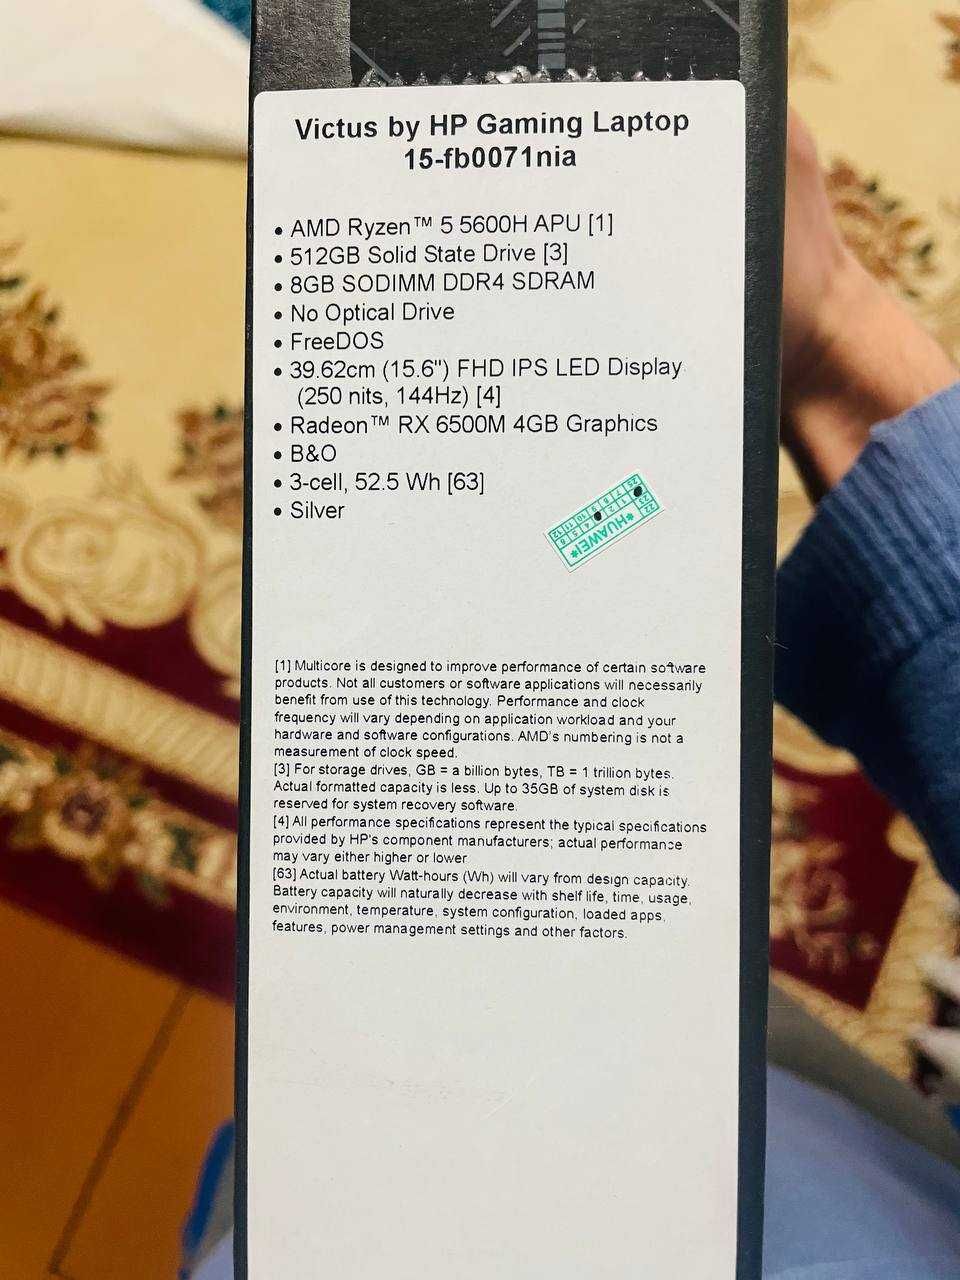 Victus by HP Gaming Laptop
15-fb0071nia
• AMD Ryzen™ 5 5600H APU [1]
• 512GB Solid State Drive [3]
• 8GB SODIMM DDR4 SDRAM
• No Optical Drive
• FreeDOS
• 39.62cm (15.6") FHD IPS LED Display
(250 nits, 144Hz) [4]
• Radeon™ RX 6500M 4GB Graphics
• B&O
• 3-cell, 52.5 Wh [63]
• Silver
*HUAWEI*
[1] Multicore is designed to improve performance of certain software
products. Not all customers or software applications will necessarily
benefit from use of this technology. Performance and clock
frequency will vary depending on application workload and your
hardware and software configurations. AMD's numbering is not a
measurement of clock speed.
[3] For storage drives, GB = a billion bytes, TB = 1 trillion bytes.
Actual formatted capacity is less. Up to 35GB of system disk is
reserved for system recovery software.
[4] All performance specifications represent the typical specifications
provided by HP's component manufacturers; actual performance
may vary either higher or lower
[63] Actual battery Watt-hours (Wh) will vary from design capacity.
Battery capacity will naturally decrease with shelf life, time, usage,
environment, temperature, system configuration, loaded apps,
features, power management settings and other factors.